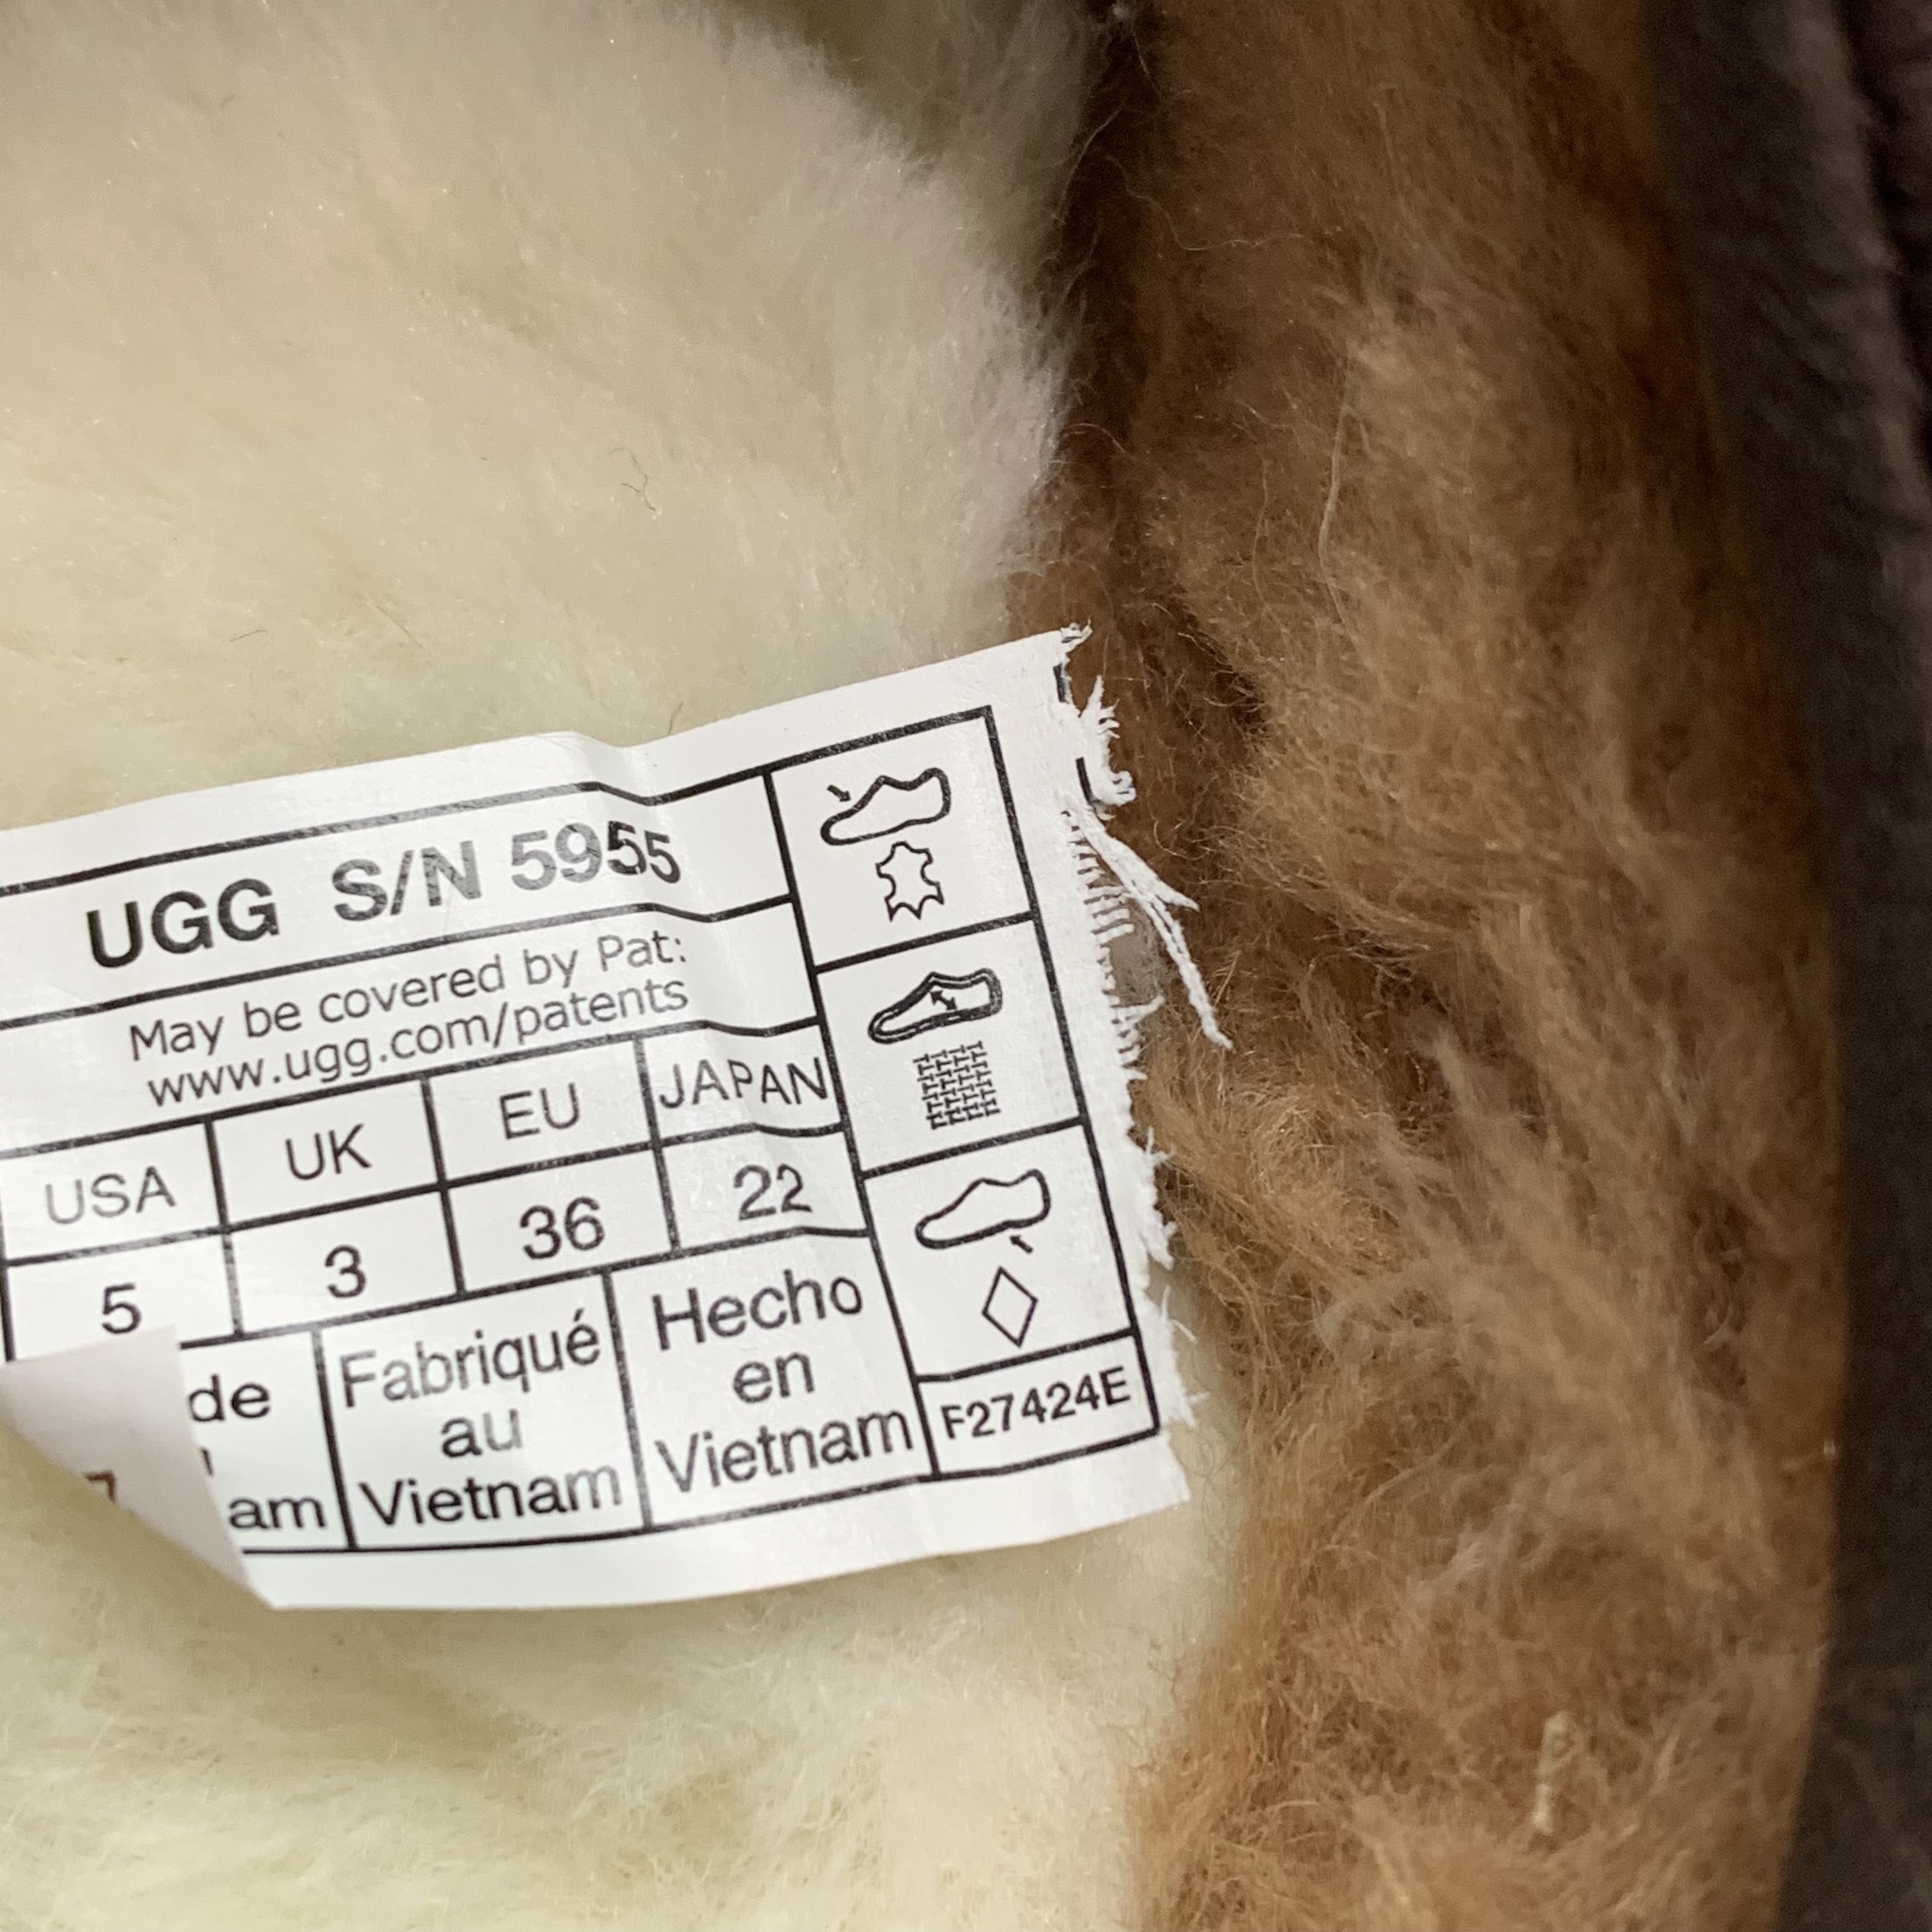 UGG S/N 5955
May be covered by Pat:
www.ugg.com/patents
USA UK EU JAPAN
5 3 36 22
de
am
Fabriqué
au
Vietnam
Hecho
en
Vietnam
F27424E